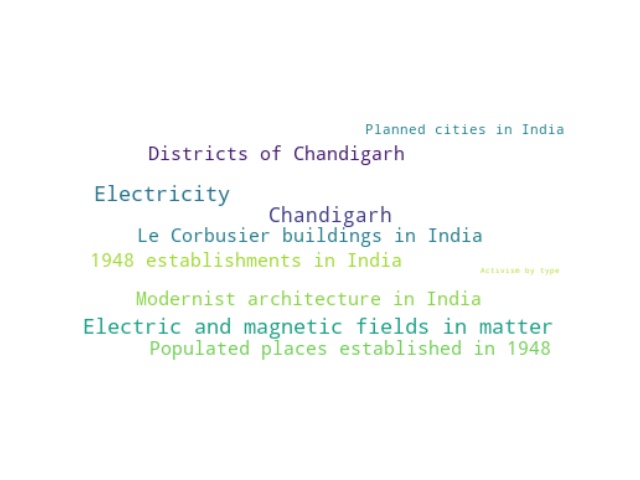 Planned cities in India
Districts of Chandigarh
Electricity
Chandigarh
Le Corbusier buildings in India
1948 establishments in India
Activism by type
Modernist architecture in India
Electric and magnetic fields in matter
Populated places established in 1948